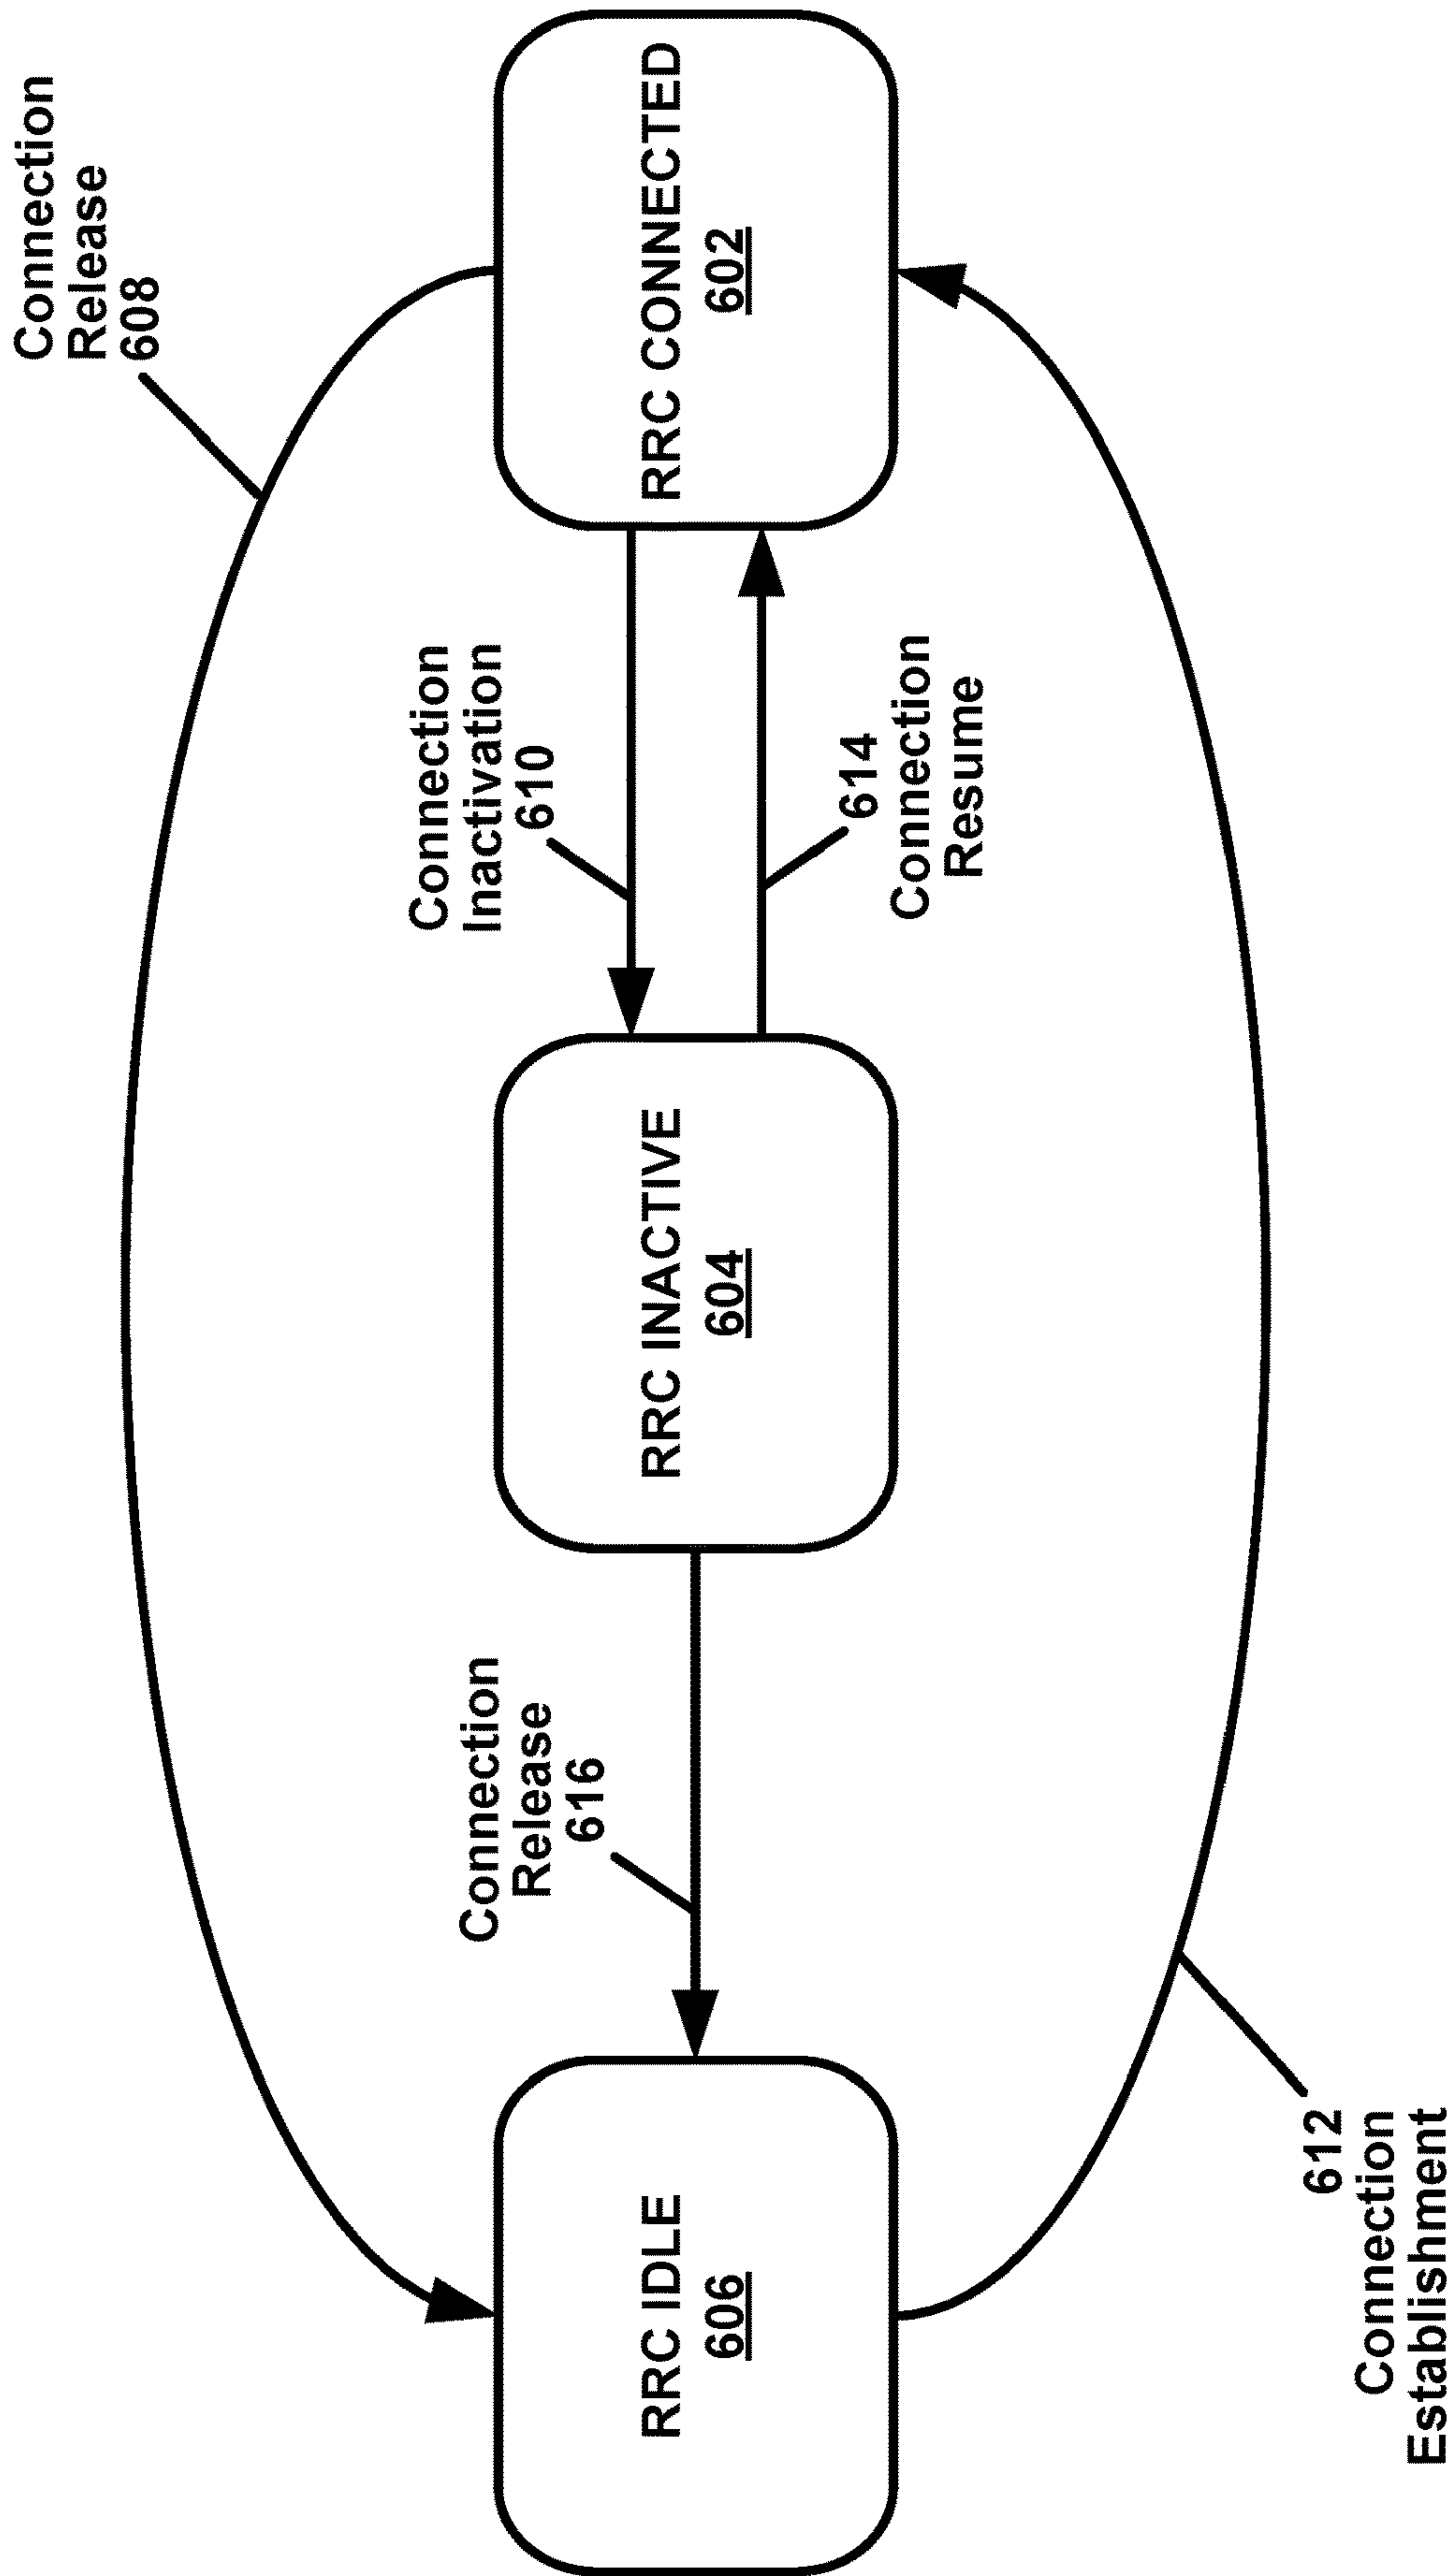 Connection
Release
608
Connection
Inactivation
610
Connection
Release
616
RRC IDLE
606
RRC INACTIVE
604
RRC CONNECTED
602
614
Connection
Resume
612
Connection
Establishment